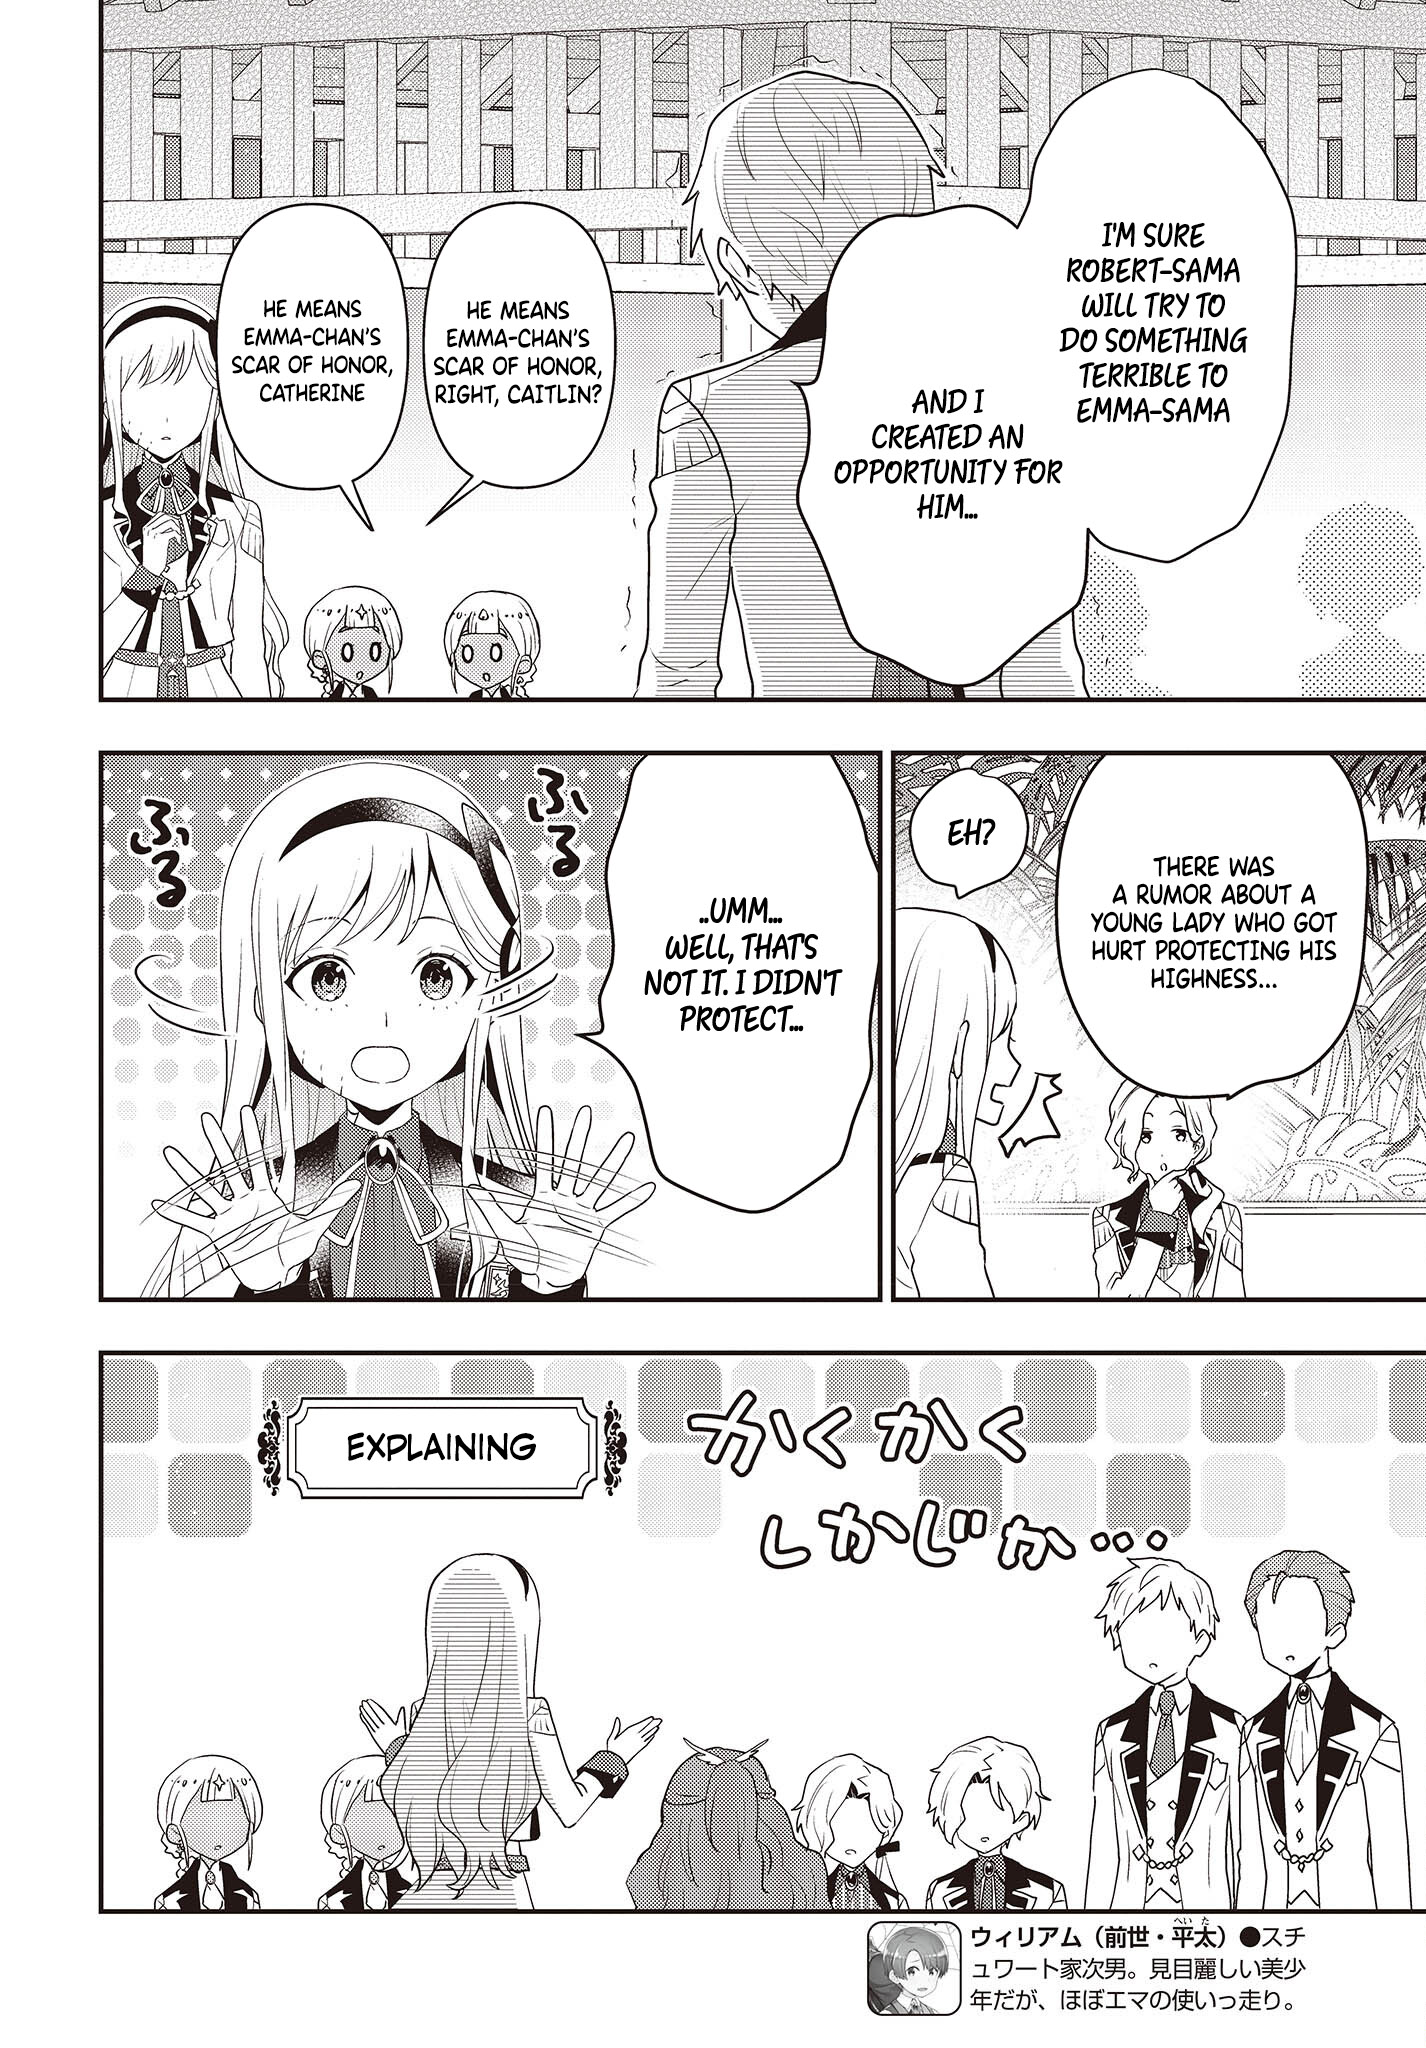 I'M SURE
ROBERT-SAMA
WILL TRY TO
DO SOMETHING
TERRIBLE TO
EMMA-SAMA
AND I
CREATED AN
OPPORTUNITY FOR
HIM...
HE MEANS
EMMA-CHAN'S
SCAR OF HONOR,
RIGHT, CAITLIN?
HE MEANS
EMMA-CHAN'S
SCAR OF HONOR,
CATHERINE
THERE WAS
A RUMOR ABOUT A
YOUNG LADY WHO GOT
HURT PROTECTING HIS
HIGHNESS...
EH?
..UMM...
WELL, THAT'S
NOT IT. I DIDN'T
PROTECT...
ふる
ふる
EXPLAINING
かくかく
しかじか・・・
ウィリアム（前世・平太）●スチ
へいた
ュワート家次男。見目麗しい美少
年だが、ほぼエマの使いっ走り。